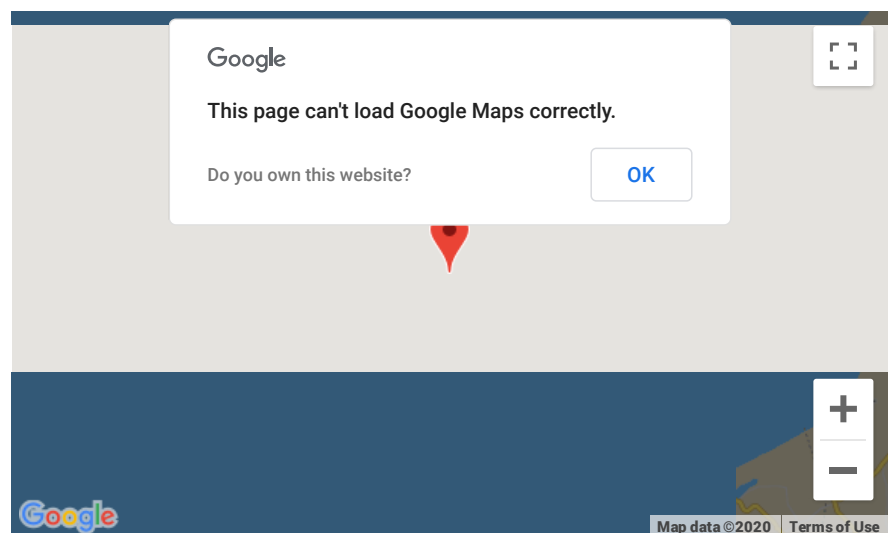 Google
This page can't load Google Maps correctly.
Do you own this website?
OK
Google
Map data ©2020
Terms of Use